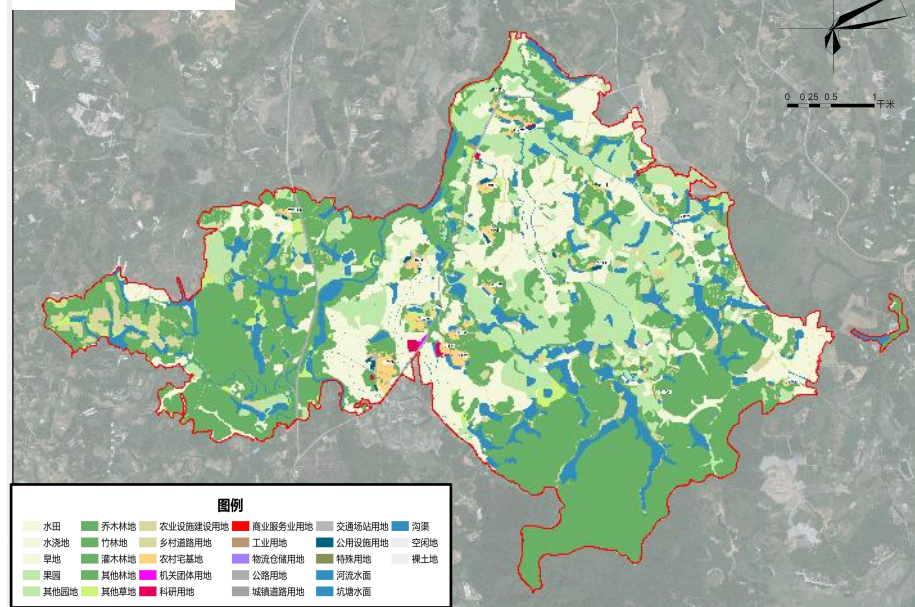 0 0.25 0.5 1
千米
图例
水田 乔木林地 农业设施建设用地 商业服务业用地 交通场站用地 沟渠
水浇地 竹林地 乡村道路用地 工业用地 公用设施用地 空闲地
旱地 灌木林地 农村宅基地 物流仓储用地 特殊用地 裸土地
果园 其他林地 机关团体用地 公路用地 河流水面
其他园地 其他草地 科研用地 城镇道路用地 坑塘水面